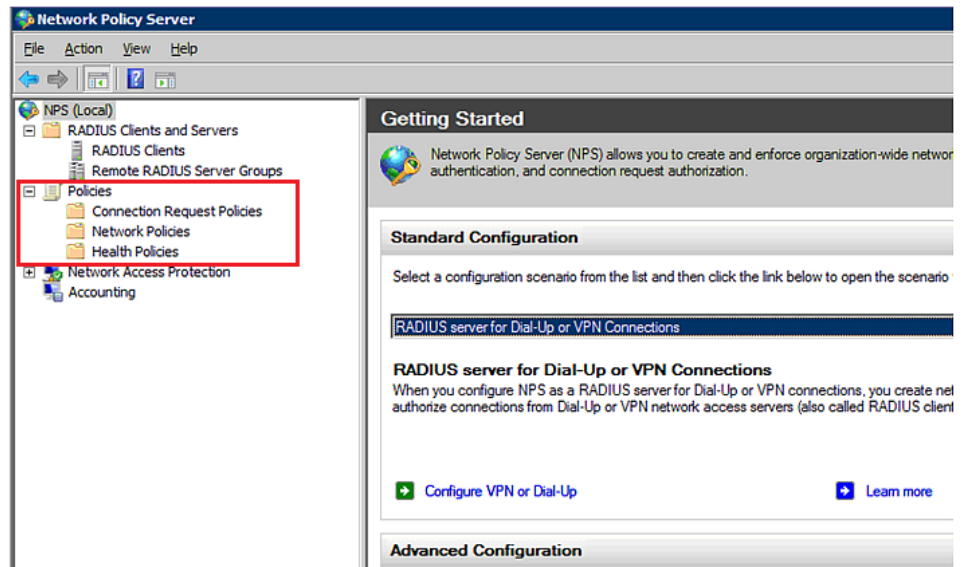 Network Policy Server
File Action View Help
NPS (Local)
RADIUS Clients and Servers
RADIUS Clients
Remote RADIUS Server Groups
Policies
Connection Request Policies
Network Policies
Health Policies
Network Access Protection
Accounting
Getting Started
Network Policy Server (NPS) allows you to create and enforce organization-wide networ
authentication, and connection request authorization.
Standard Configuration
Select a configuration scenario from the list and then click the link below to open the scenario
RADIUS server for Dial-Up or VPN Connections
RADIUS server for Dial-Up or VPN Connections
When you configure NPS as a RADIUS server for Dial-Up or VPN connections, you create net
authorize connections from Dial-Up or VPN network access servers (also called RADIUS client
Configure VPN or Dial-Up
Learn more
Advanced Configuration